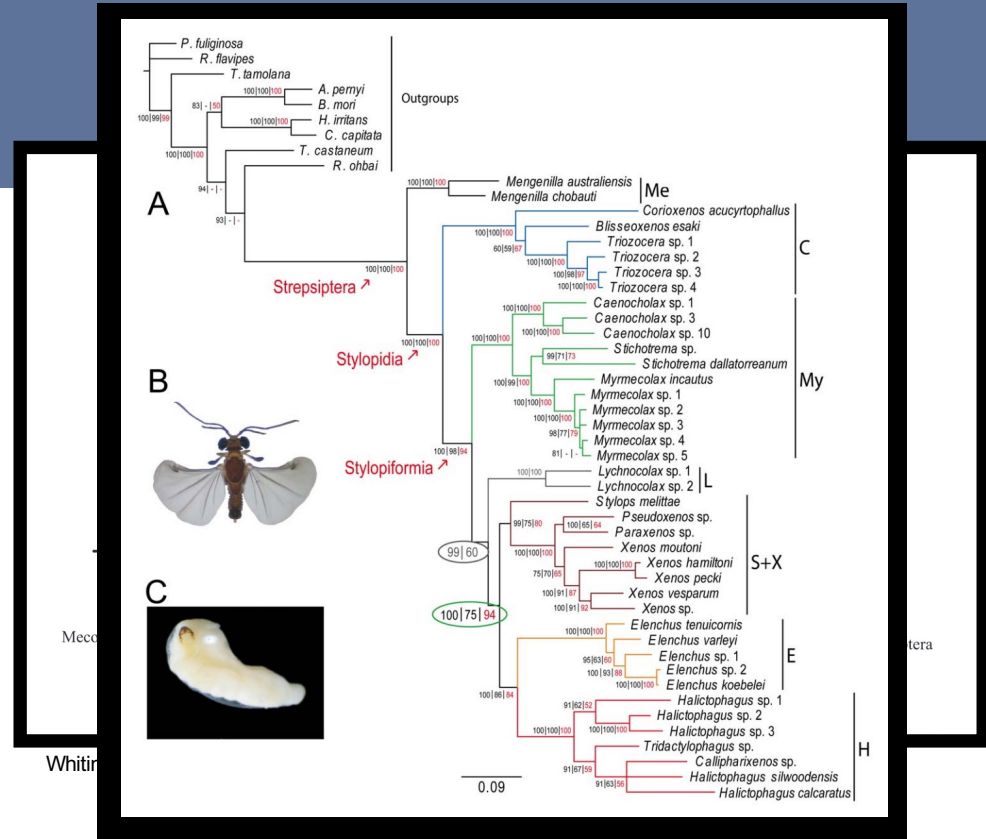 P. fuliginosa
R. flavipes
T. tamolana
100|100|100
A. pernyi
83| - |50
B. mori
Outgroups
100|99|99
100|100|100
H. irritans
C. capitata
100|100|100
T. castaneum
R. ohbai
94| - | -
93| - | -
A
100|100|100
Mengenilla australiensis
Mengenilla chobauti
Me
Corioxenos acucyrtophallus
100|100|100
Blisseoxenos esaki
60|59|67
Triozocera sp. 1
100|100|100
Triozocera sp. 2
C
100|98|97
Triozocera sp. 3
100|100|100
Triozocera sp. 4
100|100|100
Strepsiptera
100|100|100
Caenocholax sp. 1
Caenocholax sp. 3
100|100|100
Caenocholax sp. 10
100|100|100
100|100|100
Stylopidia
Stichotrema sp.
99|71|73
Stichotrema dallatorreanum
100|99|100
Myrmecolax incautus
My
B
100|100|100
Myrmecolax sp. 1
Myrmecolax sp. 2
100|100|100
Myrmecolax sp. 3
98|77|79
Myrmecolax sp. 4
81| - | -
Myrmecolax sp. 5
100|98|94
Stylopiformia
100|100
Lychnocolax sp. 1
Lychnocolax sp. 2
L
Stylops melittae
99|75|80
Pseudoxenos sp.
100|65|64
Paraxenos sp.
100|100|100
Xenos moutoni
99|60
100|100|100
Xenos hamiltoni
S+X
75|70|65
Xenos pecki
C
100|91|87
Xenos vesparum
100|91|92
Xenos sp.
100|75|94
Elenchus tenuicornis
100|100|100
Elenchus varleyi
95|63|60
Elenchus sp. 1
E
100|93|88
Elenchus sp. 2
100|100|100
Elenchus koebelei
100|86|84
Halictophagus sp. 1
91|62|52
Halictophagus sp. 2
100|100|100
Halictophagus sp. 3
100|100|100
Tridactylophagus sp.
H
91|67|59
Callipharixenos sp.
91|63|56
Halictophagus silwoodensis
Halictophagus calcaratus
0.09
Meco
tera
Whitin